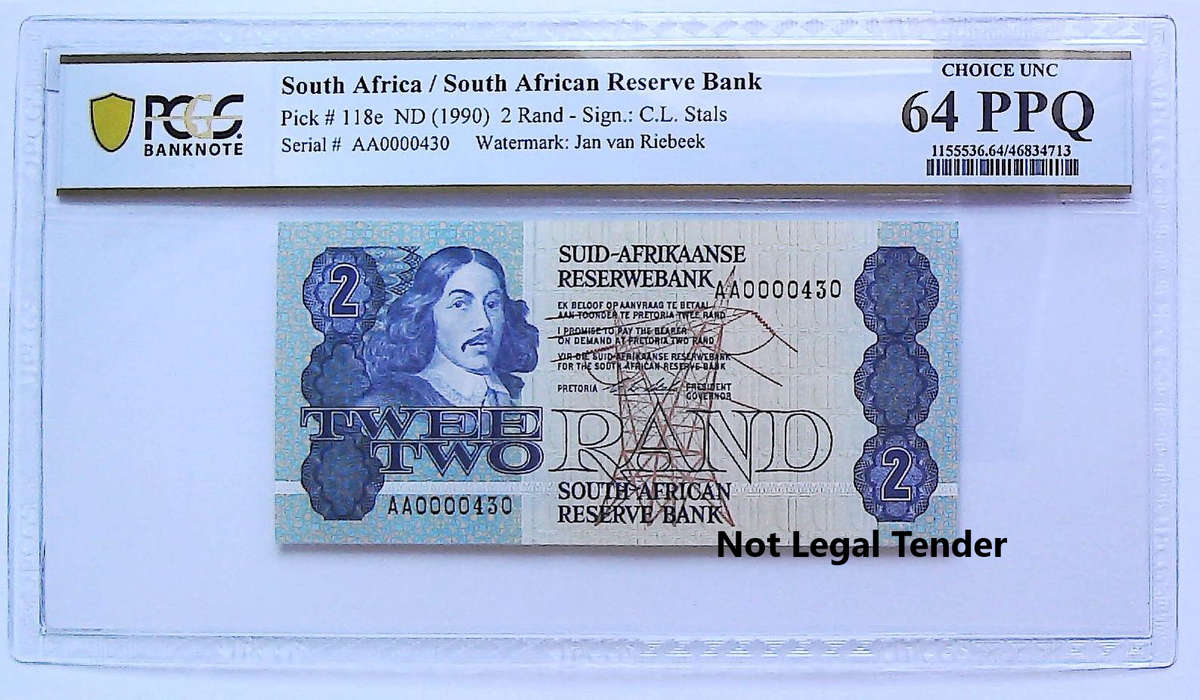 South Africa / South African Reserve Bank
Pick # 118e ND (1990) 2 Rand - Sign.: C.L. Stals
Serial # AA0000430 Watermark: Jan van Riebeek
PCGS
BANKNOTE
CHOICE UNC
64 PPQ
1155536.64/46834713
2
SUID-AFRIKAANSE
RESERWEBANK
AA0000430
EK BELOOF OP AANVRAAG TE BETAAL
AAN TOONDER TE PRETORIA TWEE RAND
I PROMISE TO PAY THE BEARER
ON DEMAND AT PRETORIA TWO RAND
VIR DIE SUID-AFRIKAANSE RESERWEBANK
FOR THE SOUTH AFRICAN RESERVE BANK
PRETORIA
PRESIDENT
GOVERNOR
TWEE
TWO
RAND
2
AA0000430
SOUTH AFRICAN
RESERVE BANK
Not Legal Tender